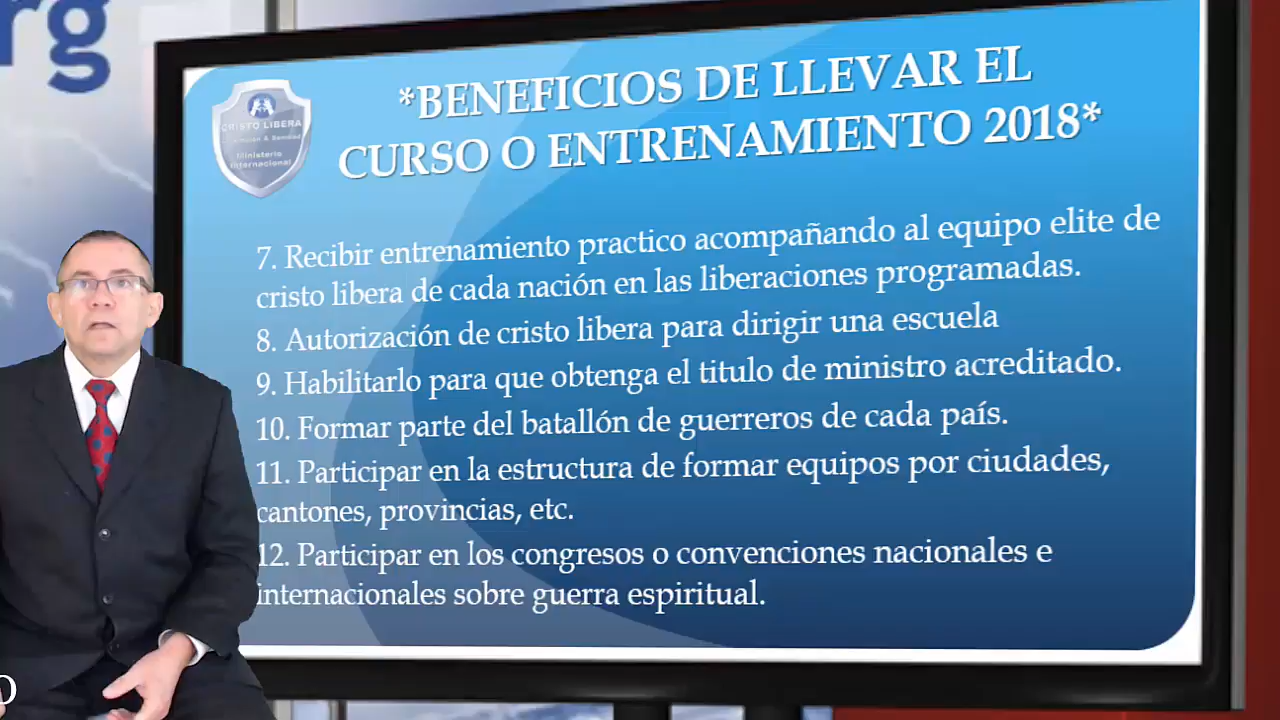 rg
*BENEFICIOS DE LLEVAR EL
CURSO O ENTRENAMIENTO 2018*
CRISTO LIBERA
Ministerio
Internacional
7. Recibir entrenamiento practico acompañando al equipo elite de
cristo libera de cada nación en las liberaciones programadas.
8. Autorización de cristo libera para dirigir una escuela
9. Habilitarlo para que obtenga el titulo de ministro acreditado.
10. Formar parte del batallón de guerreros de cada país.
11. Participar en la estructura de formar equipos por ciudades,
cantones, provincias, etc.
12. Participar en los congresos o convenciones nacionales e
internacionales sobre guerra espiritual.
O